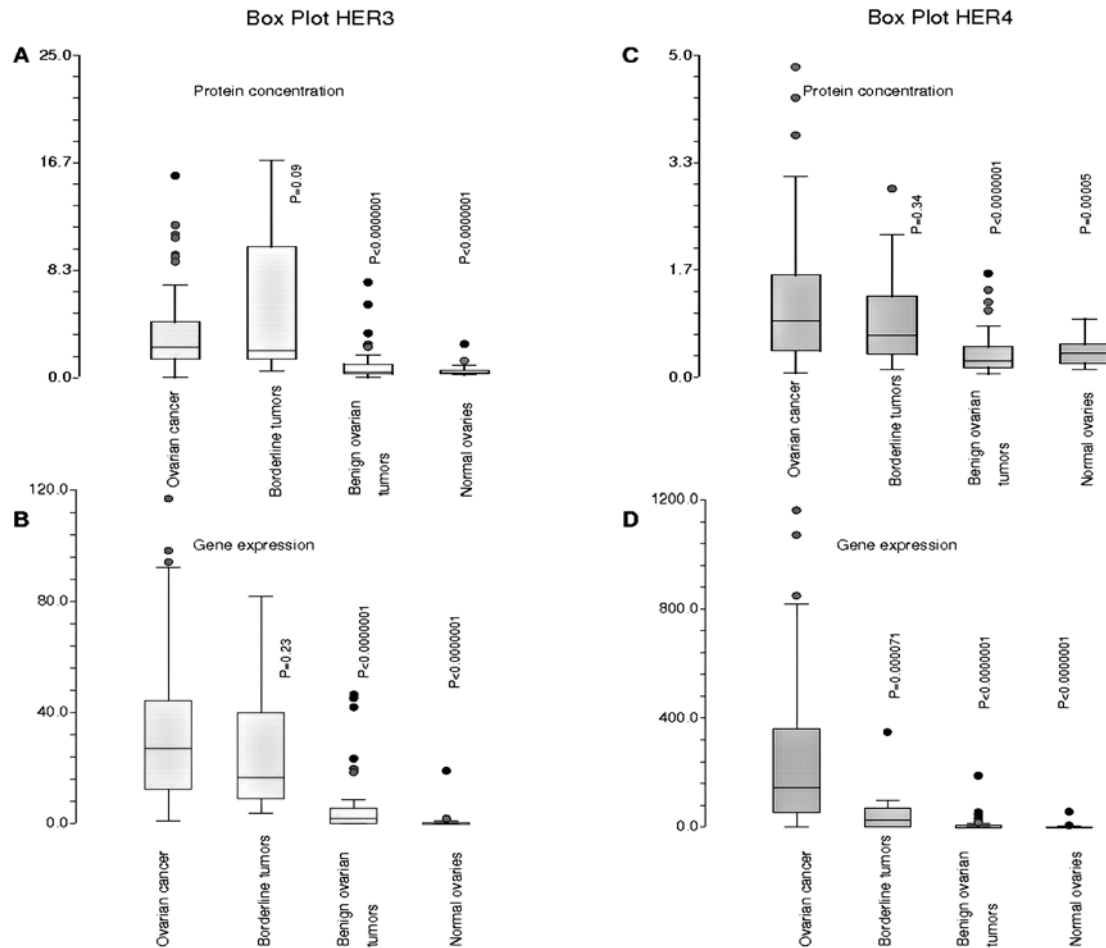 Box Plot HER3
A
25.0
Protein concentration
16.7
8.3
0.0
P=0.09
P<0.0000001
P<0.0000001
Ovarian cancer
Borderline tumors
Benign ovarian
tumors
Normal ovaries
B
120.0
Gene expression
80.0
40.0
0.0
P=0.23
P<0.0000001
P<0.0000001
Ovarian cancer
Borderline tumors
Benign ovarian
tumors
Normal ovaries
Box Plot HER4
C
5.0
Protein concentration
3.3
1.7
0.0
P=0.34
P<0.0000001
P=0.00005
Ovarian cancer
Borderline tumors
Benign ovarian
tumors
Normal ovaries
D
1200.0
Gene expression
800.0
400.0
0.0
P=0.000071
P<0.0000001
P<0.0000001
Ovarian cancer
Borderline tumors
Benign ovarian
tumors
Normal ovaries